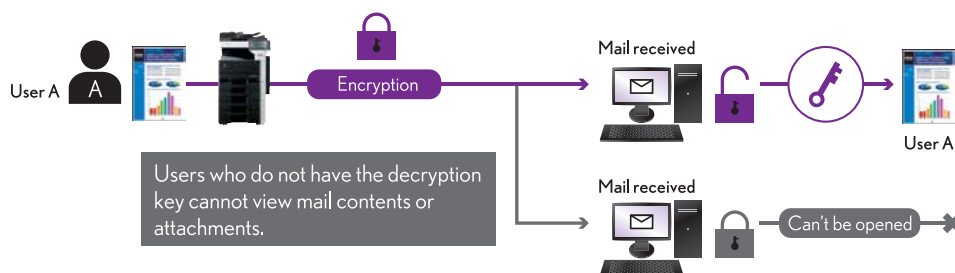 User A
A
Encryption
Mail received
User A
Users who do not have the decryption
key cannot view mail contents or
attachments.
Mail received
Can't be opened